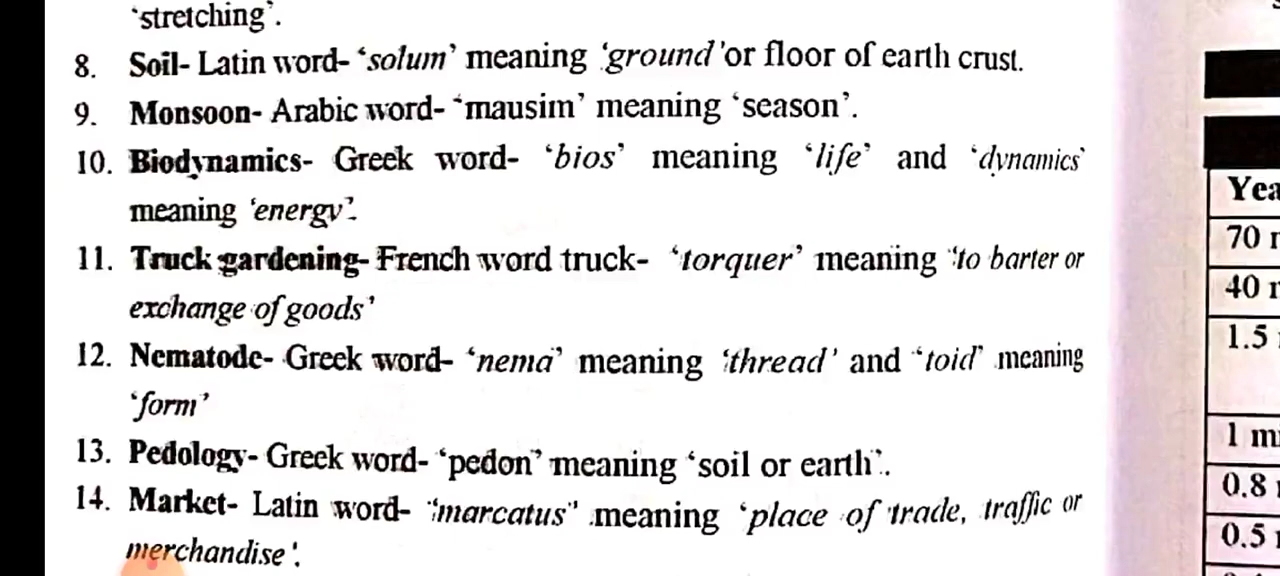 'stretching'.
8. Soil- Latin word- 'solum' meaning 'ground' or floor of earth crust.
9. Monsoon- Arabic word- 'mausim' meaning 'season'.
10. Biodynamics- Greek word- 'bios' meaning 'life' and 'dynamics'
meaning 'energy'.
11. Truck gardening- French word truck- 'torquer' meaning 'to barter or
exchange of goods'
12. Nematode- Greek word- 'nema' meaning 'thread' and 'toid' meaning
'form'
13. Pedology- Greek word- 'pedon' meaning 'soil or earth'.
14. Market- Latin word- 'marcatus' meaning 'place of trade, traffic or
merchandise'.
70
40
1.5
1
0.8
0.5